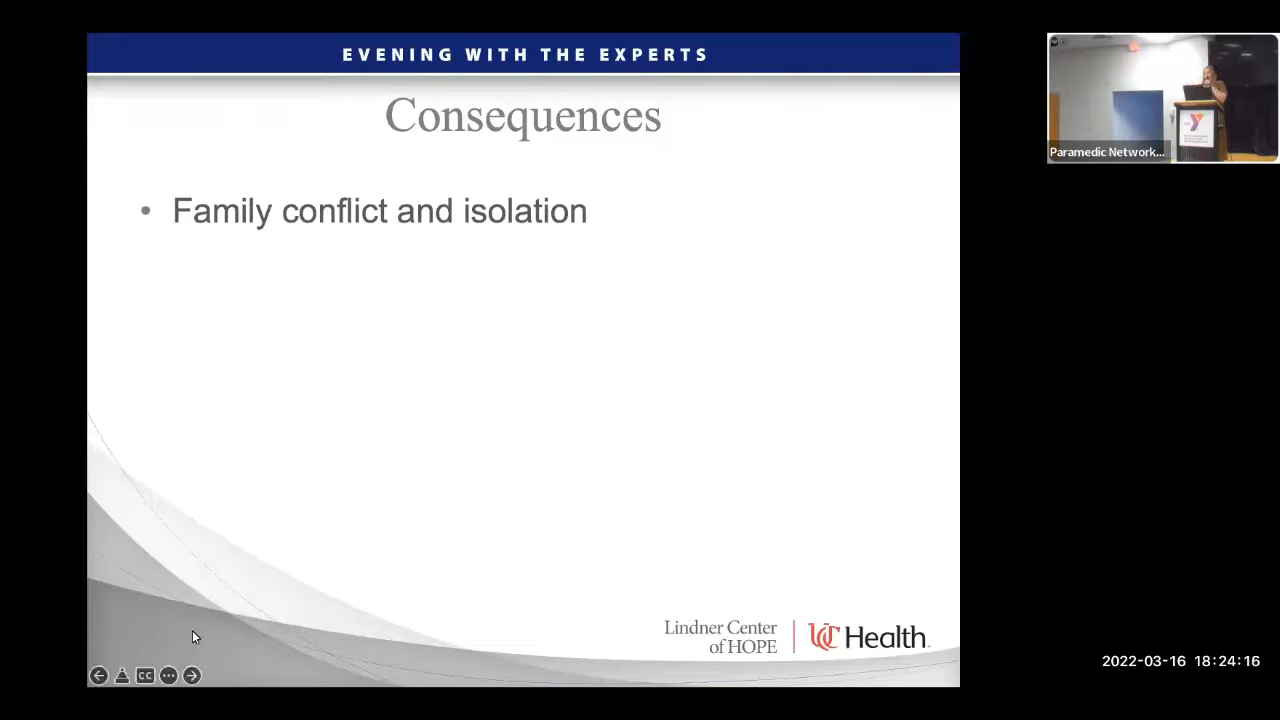 EVENING WITH THE EXPERTS
Consequences
• Family conflict and isolation
Lindner Center
of HOPE
UC Health
CC
Paramedic Network...
2022-03-16 18:24:16